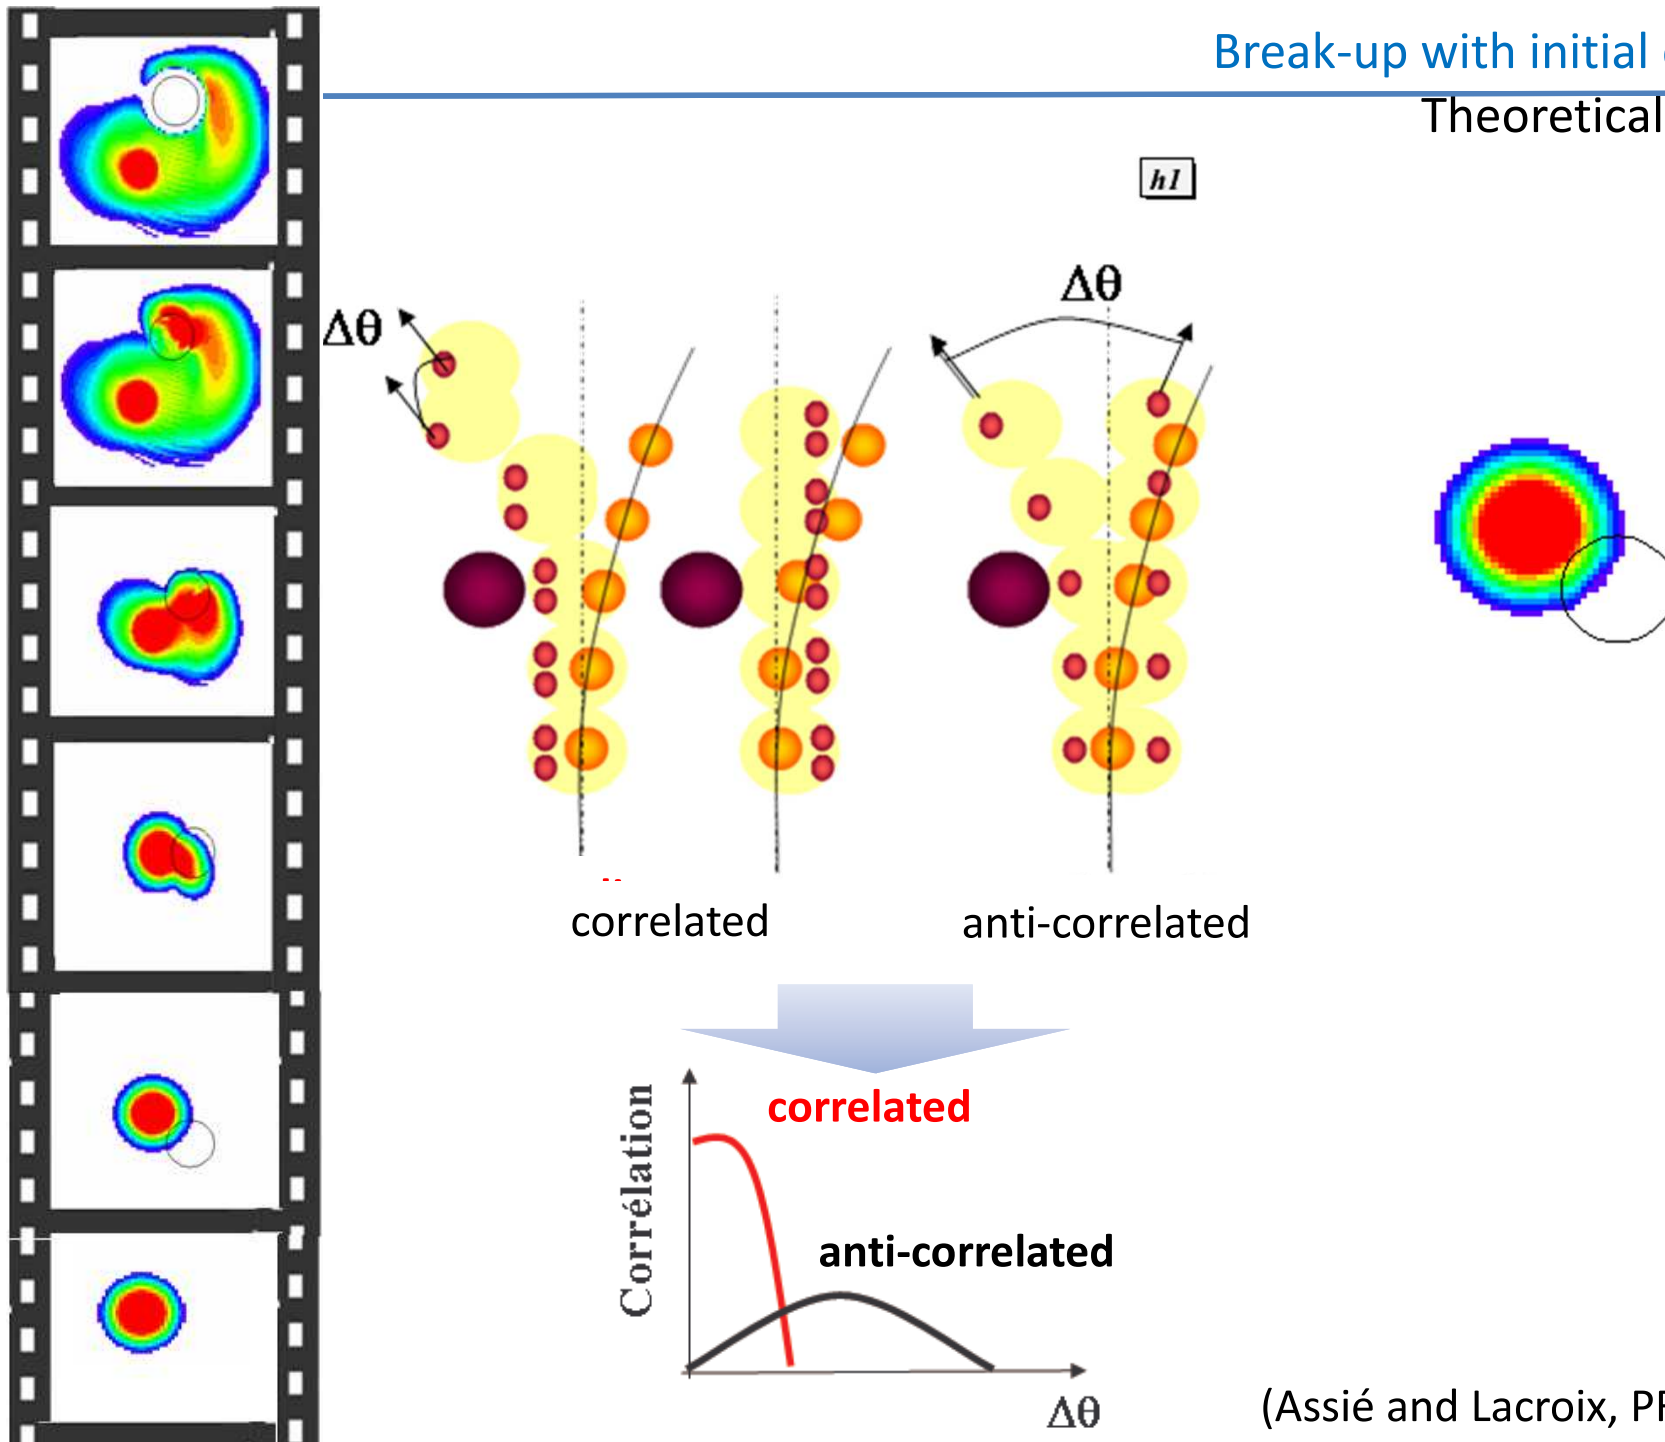 Break-up with initial
Theoretical
h1
Δθ
Δθ
correlated
anti-correlated
correlated
Corrélation
anti-correlated
Δθ
(Assié and Lacroix,